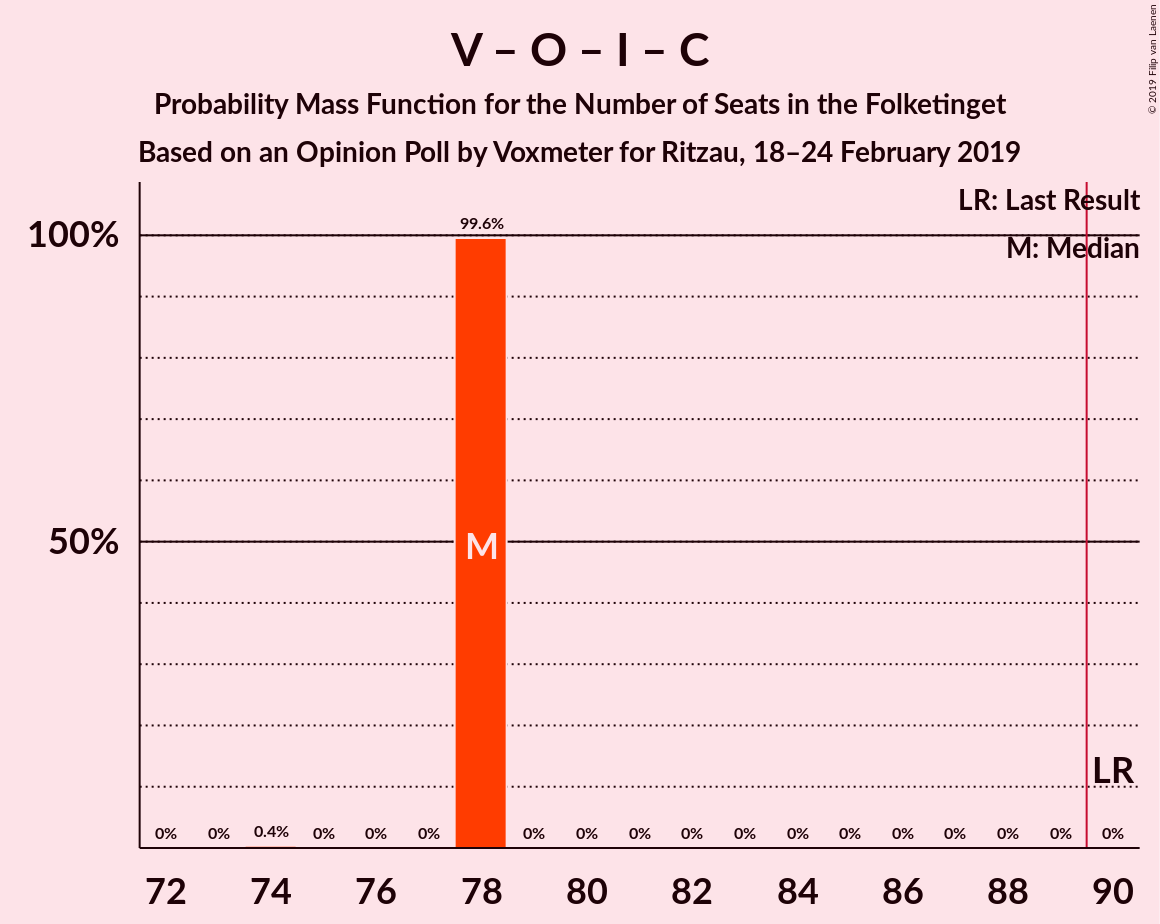 V – O – I – C
Probability Mass Function for the Number of Seats in the Folketinget
Based on an Opinion Poll by Voxmeter for Ritzau, 18–24 February 2019
© 2019 Filip van Laenen
LR: Last Result
M: Median
100%
99.6%
50%
M
LR
0% 0% 0.4% 0% 0% 0% 0% 0% 0% 0% 0% 0% 0% 0% 0% 0% 0% 0%
72 74 76 78 80 82 84 86 88 90